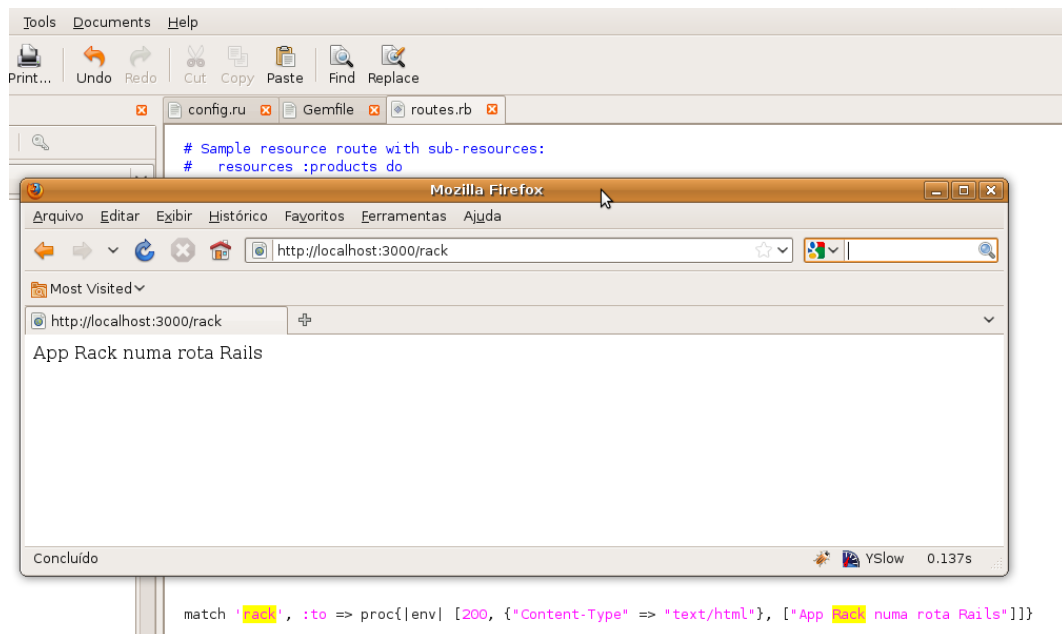 Tools Documents Help
Print... Undo Redo Cut Copy Paste Find Replace
config.ru Gemfile routes.rb
# Sample resource route with sub-resources:
#   resources :products do
Mozilla Firefox
Arquivo Editar Exibir Histórico Favoritos Ferramentas Ajuda
http://localhost:3000/rack
Most Visited
http://localhost:3000/rack
App Rack numa rota Rails
Concluído YSlow 0.137s
match 'rack', :to => proc{|env| [200, {"Content-Type" => "text/html"}, ["App Rack numa rota Rails"]]}